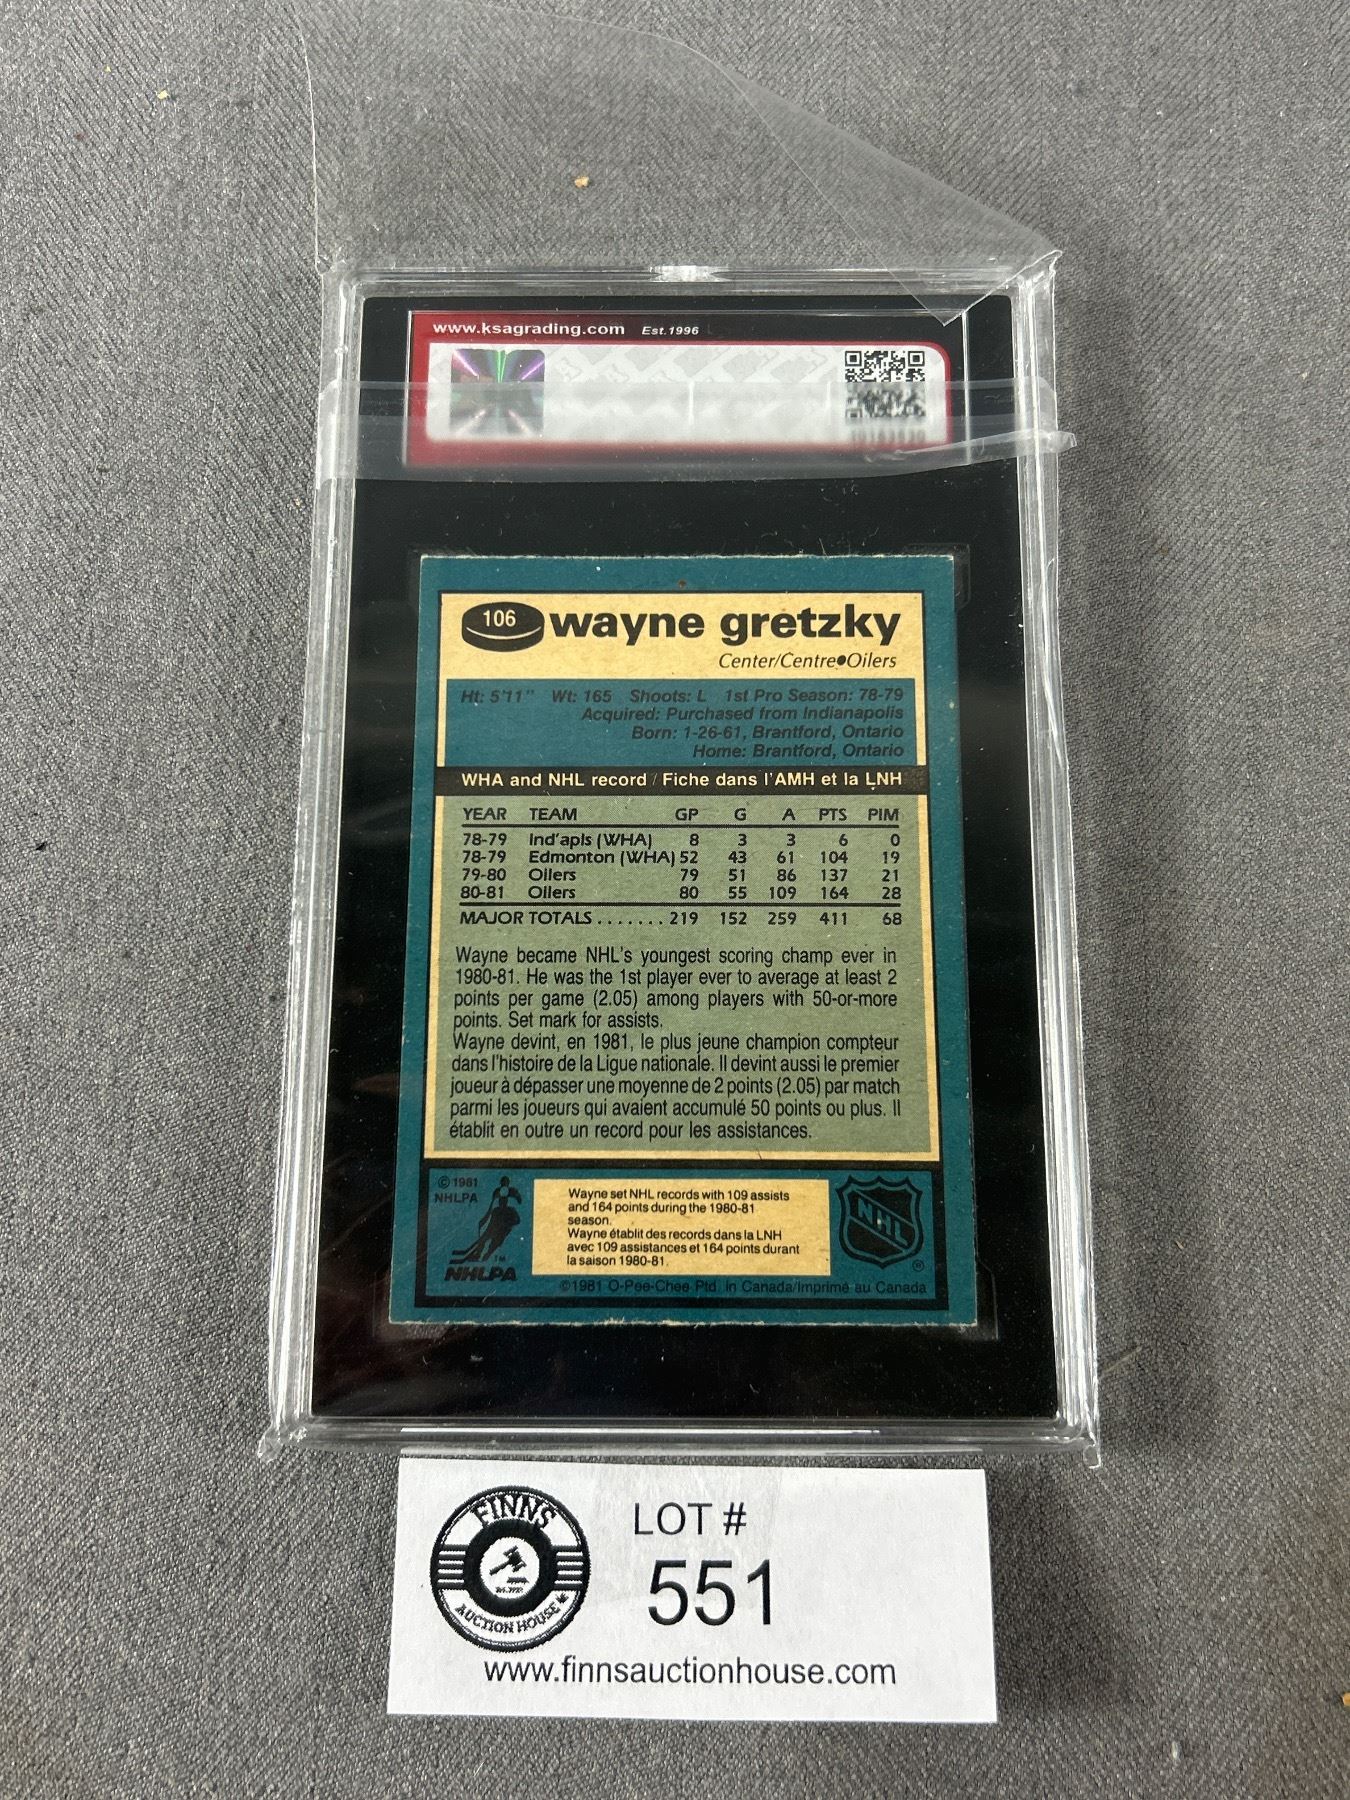 www.ksagrading.com Est.1996
106 wayne gretzky
Center/Centre●Oilers
Ht: 5'11" Wt: 165 Shoots: L 1st Pro Season: 78-79
Acquired: Purchased from Indianapolis
Born: 1-26-61, Brantford, Ontario
Home: Brantford, Ontario
WHA and NHL record / Fiche dans l'AMH et la LNH
YEAR TEAM GP G A PTS PIM
78-79 Ind'apls (WHA) 8 3 3 6 0
78-79 Edmonton (WHA) 52 43 61 104 19
79-80 Oilers 79 51 86 137 21
80-81 Oilers 80 55 109 164 28
MAJOR TOTALS ....... 219 152 259 411 68
Wayne became NHL's youngest scoring champ ever in
1980-81. He was the 1st player ever to average at least 2
points per game (2.05) among players with 50-or-more
points. Set mark for assists.
Wayne devint, en 1981, le plus jeune champion compteur
dans l'histoire de la Ligue nationale. Il devint aussi le premier
joueur à dépasser une moyenne de 2 points (2.05) par match
parmi les joueurs qui avaient accumulé 50 points ou plus. Il
établit en outre un record pour les assistances.
©1981
NHLPA
Wayne set NHL records with 109 assists
and 164 points during the 1980-81
season.
Wayne établit des records dans la LNH
avec 109 assistances et 164 points durant
la saison 1980-81.
TM
NHLPA
NHL
®
©1981 O-Pee-Chee Ptd. in Canada/Imprimé au Canada
FINNS
AUCTION HOUSE
LOT #
551
www.finnsauctionhouse.com